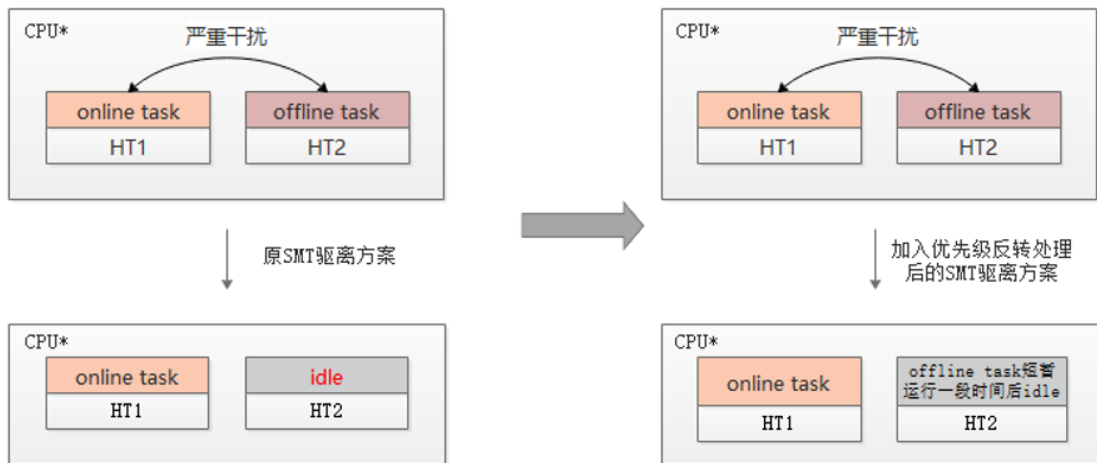 CPU*
严重干扰
online task
offline task
HT1
HT2
原SMT驱离方案
CPU*
online task
idle
HT1
HT2
CPU*
严重干扰
online task
offline task
HT1
HT2
加入优先级反转处理
后的SMT驱离方案
CPU*
online task
offline task短暂
运行一段时间后idle
HT1
HT2